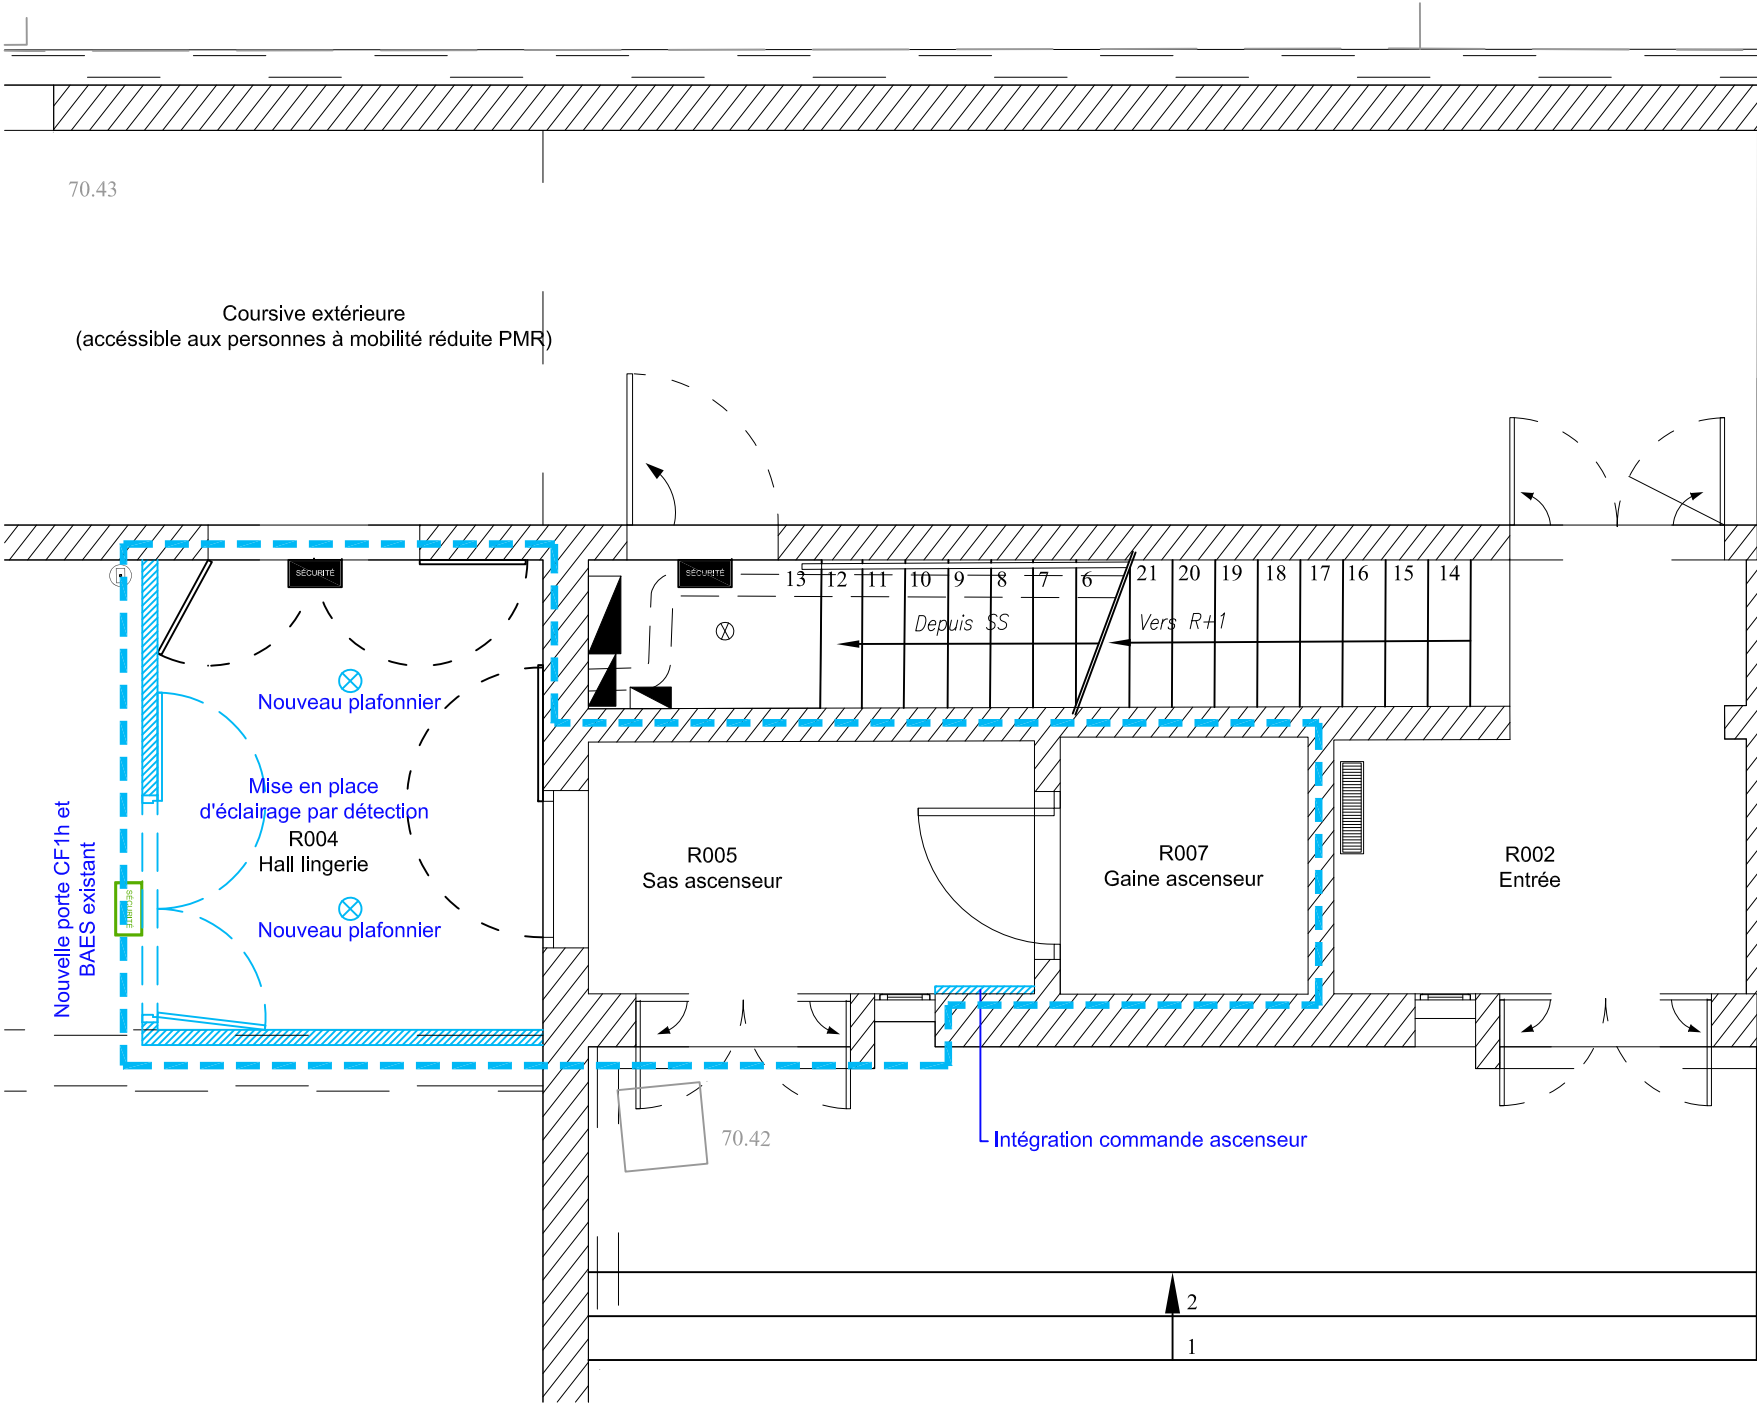 70.43
Coursive extérieure
(accéssible aux personnes à mobilité réduite PMR)
SÉCURITÉ
SÉCURITÉ
13 12 11 10 9 8 7 6 21 20 19 18 17 16 15 14
Depuis SS
Vers R+1
Nouveau plafonnier
Mise en place
d'éclairage par détection
R004
Hall lingerie
Nouveau plafonnier
Nouvelle porte CF1h et
BAES existant
SÉCURITÉ
R005
Sas ascenseur
R007
Gaine ascenseur
R002
Entrée
70.42
Intégration commande ascenseur
2
1